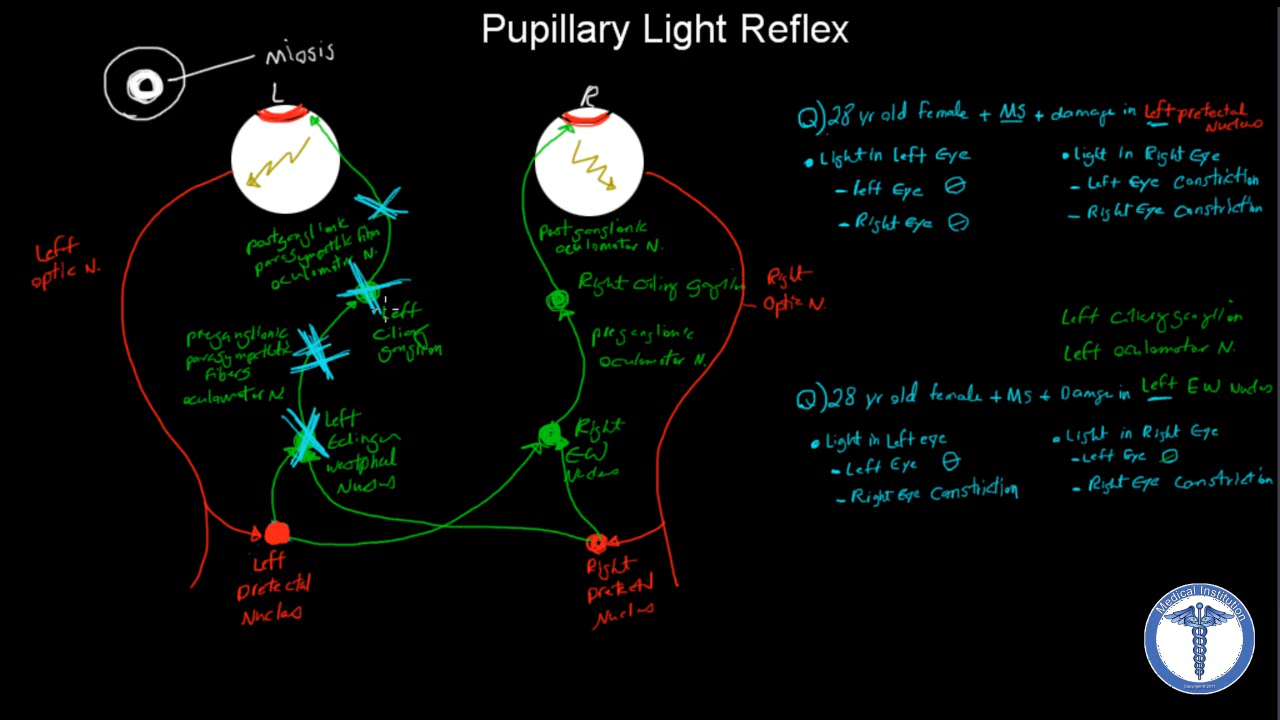 Pupillary Light Reflex
miosis
L
R
Left
optic N.
postganglionic
parasympathetic fibers
oculomotor N.
preganglionic
parasympathetic
fibers
oculomotor N
Left
ciliary
ganglion
Left
Edinger
westphal
Nucleus
Left
pretectal
Nucleus
Postganglionic
oculomotor N.
Right ciliary Ganglion
preganglionic
oculomotor N.
Right
EW
Nucleus
Right
pretectal
Nucleus
Right
Optic N.
Q) 28 yr old female + MS + damage in Left pretectal
Nucleus
• Light in Left Eye
- left Eye ⊖
- Right Eye ⊖
• Light in Right Eye
- Left Eye Constriction
- Right Eye Constriction
Left ciliary ganglion
Left oculomotor N.
Q) 28 yr old female + MS + Damage in Left EW Nucleus
• Light in Left eye
- Left Eye ⊖
- Right Eye Constriction
• Light in Right Eye
- Left Eye ⊖
- Right Eye Constriction
Medical Institution
Copyright © 2011